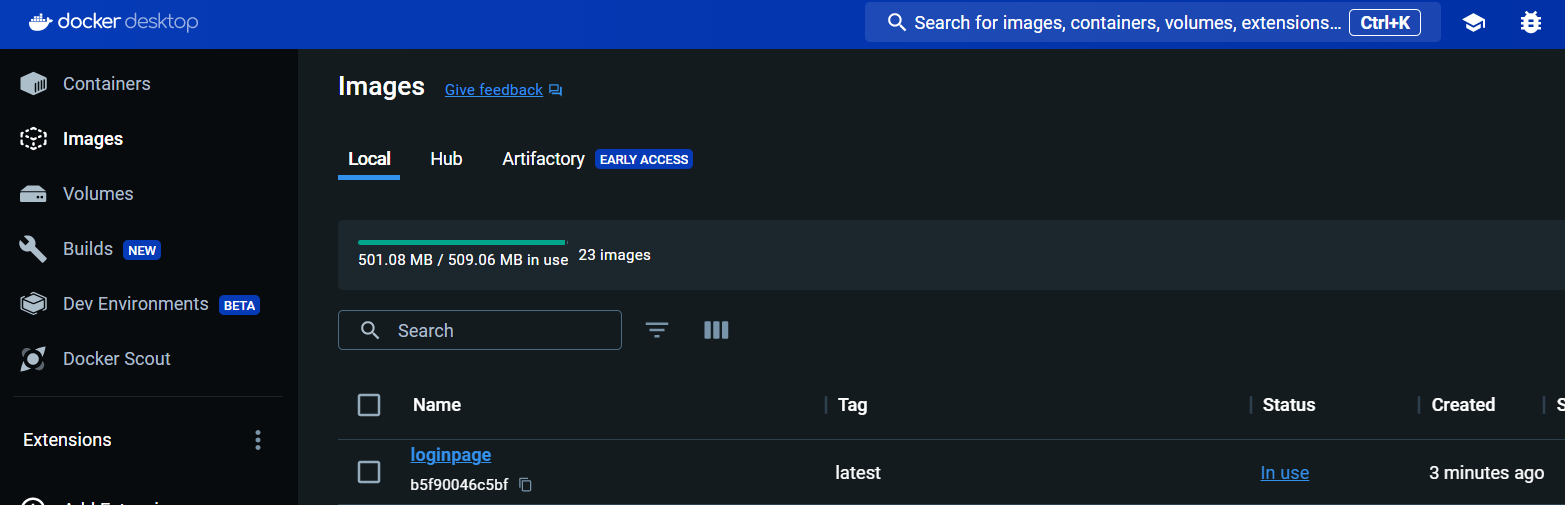 docker desktop
Search for images, containers, volumes, extensions... Ctrl+K
Containers
Images
Volumes
Builds NEW
Dev Environments BETA
Docker Scout
Extensions
Images Give feedback
Local Hub Artifactory EARLY ACCESS
501.08 MB / 509.06 MB in use 23 images
Search
Name Tag Status Created
loginpage
b5f90046c5bf
latest In use 3 minutes ago